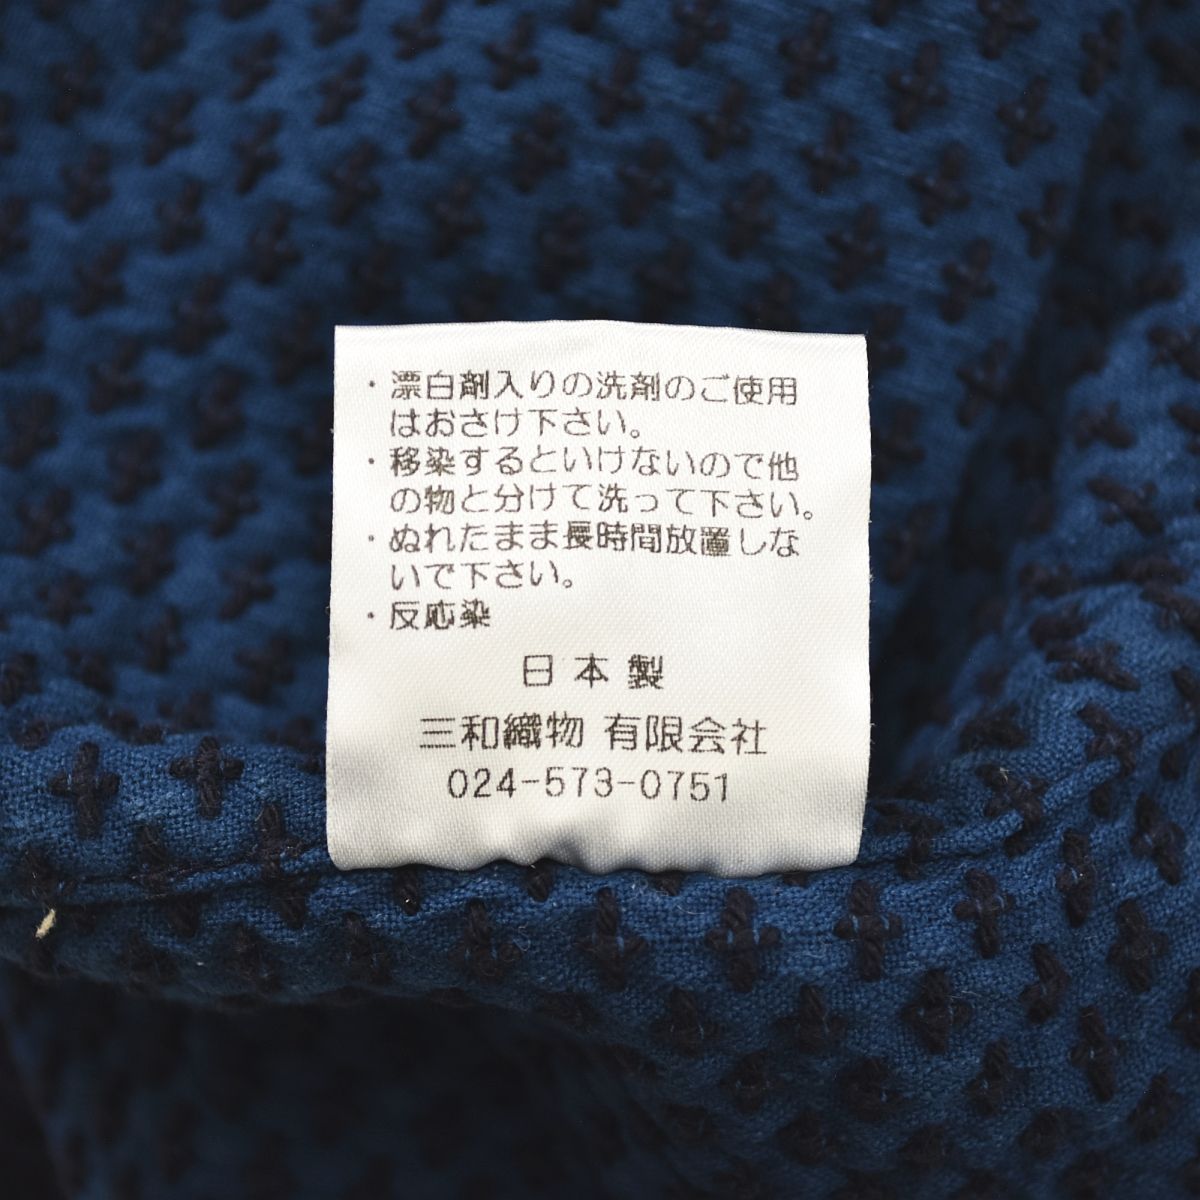 ・漂白剤入りの洗剤のご使用
はおさけ下さい。
・移染するといけないので他
の物と分けて洗って下さい。
・ぬれたまま長時間放置しな
いで下さい。
・反応染
日本製
三和織物 有限会社
024-573-0751